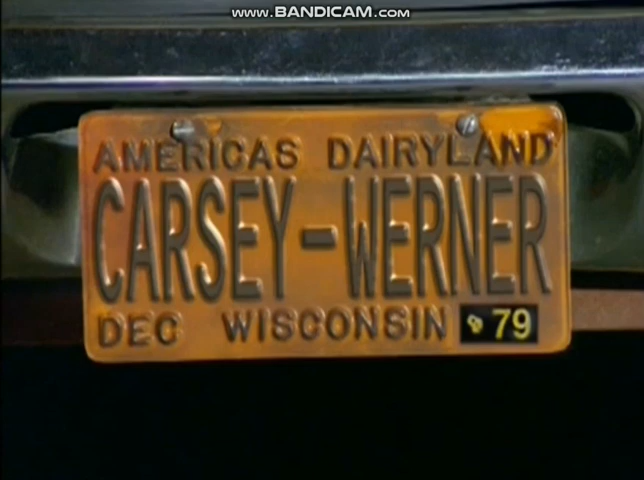 www.BANDICAM.com
AMERICAS DAIRYLAND
CARSEY-WERNER
DEC WISCONSIN 79